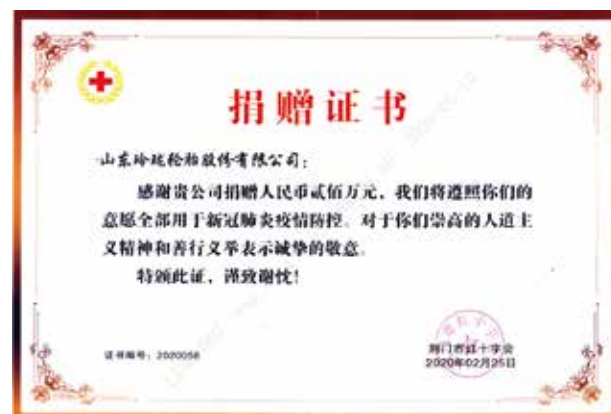 捐赠证书
山东玲珑轮胎股份有限公司：
感谢贵公司捐赠人民币贰佰万元，我们将遵照你们的
意愿全部用于新冠肺炎疫情防控。对于你们崇高的人道主
义精神和善行义举表示诚挚的敬意。
特颁此证，谨致谢忱！
证书编号：2020058
荆门市红十字会
2020年02月25日